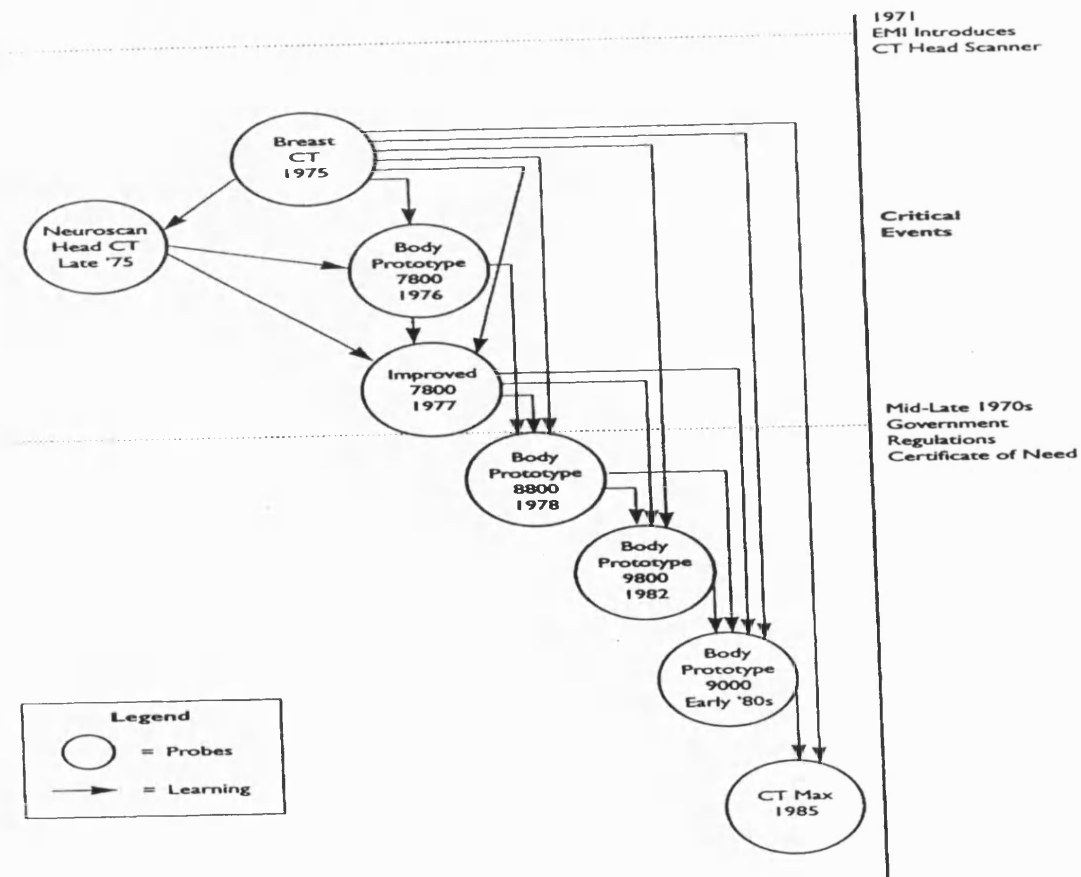 1971
EMI Introduces
CT Head Scanner
Breast
CT
1975
Neuroscan
Head CT
Late '75
Body
Prototype
7800
1976
Critical
Events
Improved
7800
1977
Mid-Late 1970s
Government
Regulations
Certificate of Need
Body
Prototype
8800
1978
Body
Prototype
9800
1982
Body
Prototype
9000
Early '80s
Legend
= Probes
= Learning
CT Max
1985